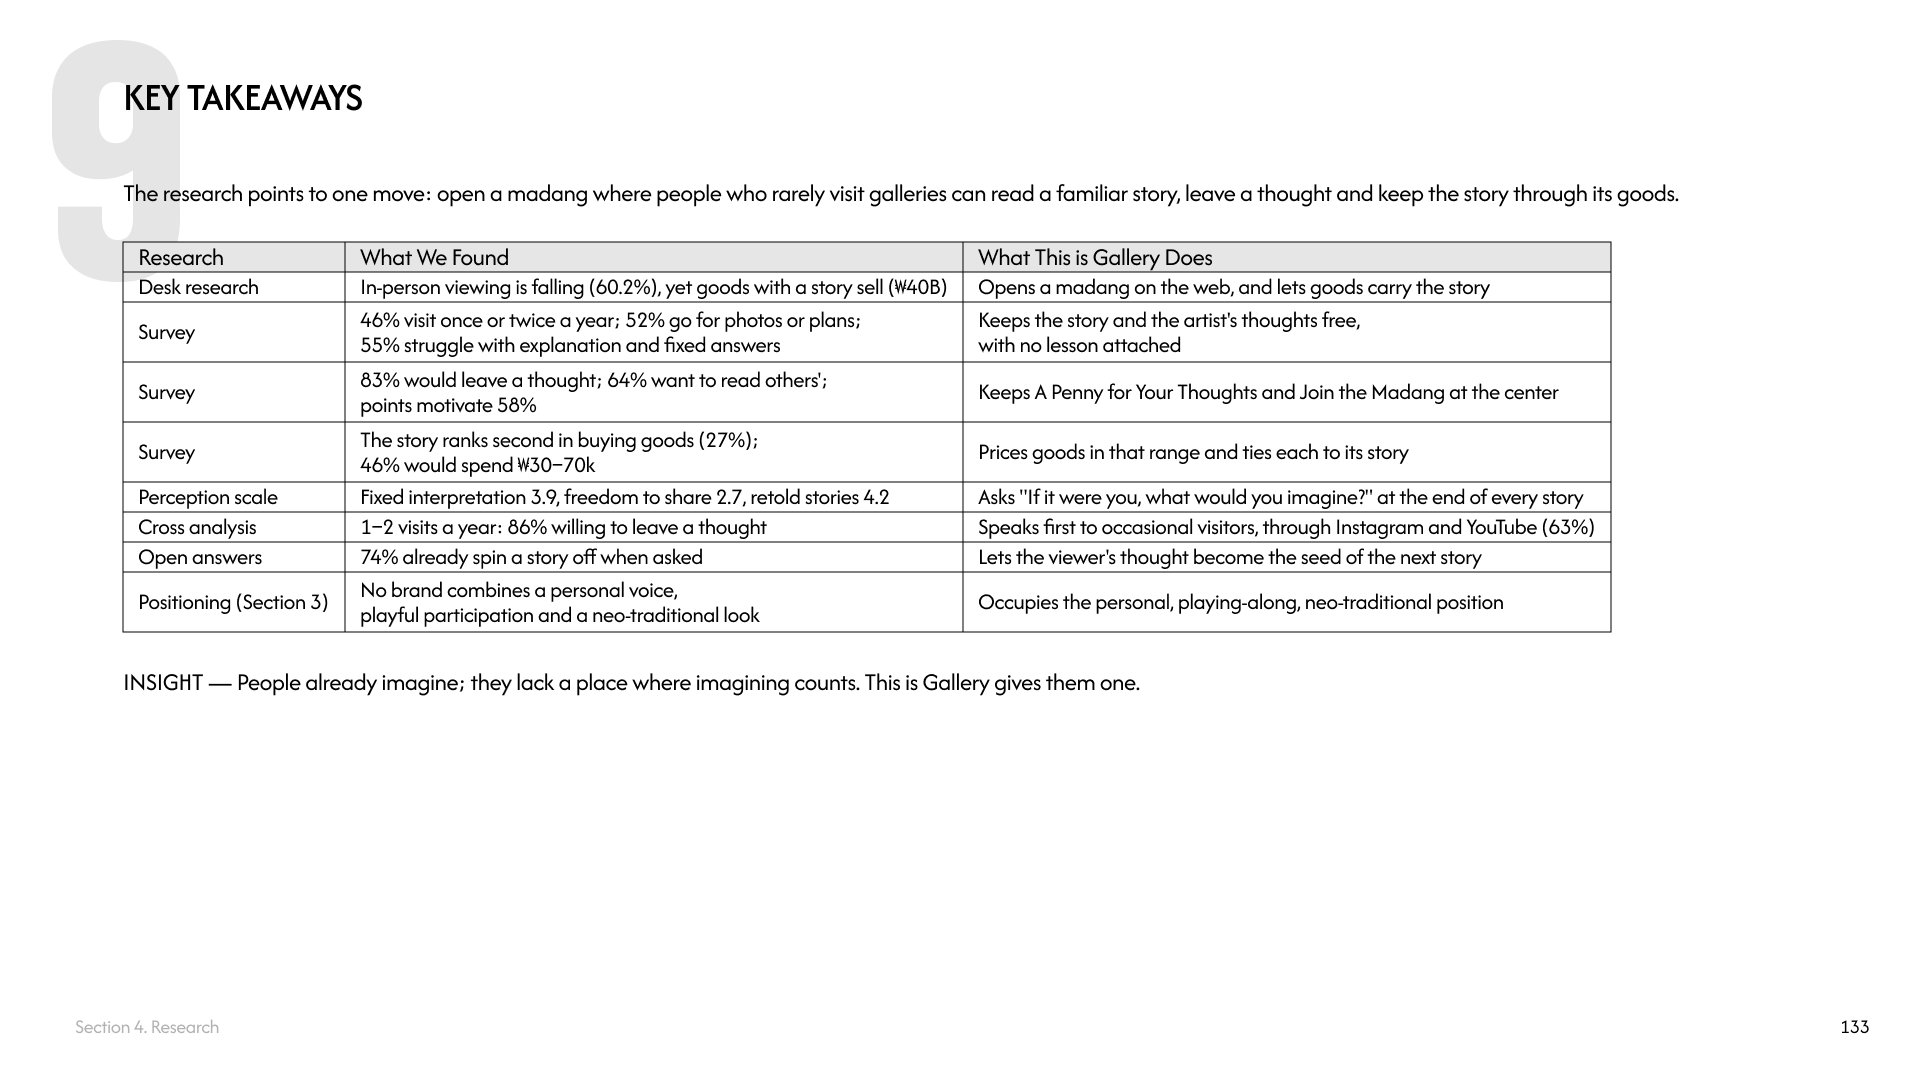 9
KEY TAKEAWAYS
The research points to one move: open a madang where people who rarely visit galleries can read a familiar story, leave a thought and keep the story through its goods.
Research What We Found What This is Gallery Does
Desk research In-person viewing is falling (60.2%), yet goods with a story sell (₩40B) Opens a madang on the web, and lets goods carry the story
Survey 46% visit once or twice a year; 52% go for photos or plans;
55% struggle with explanation and fixed answers Keeps the story and the artist's thoughts free,
with no lesson attached
Survey 83% would leave a thought; 64% want to read others';
points motivate 58% Keeps A Penny for Your Thoughts and Join the Madang at the center
Survey The story ranks second in buying goods (27%);
46% would spend ₩30–70k Prices goods in that range and ties each to its story
Perception scale Fixed interpretation 3.9, freedom to share 2.7, retold stories 4.2 Asks "If it were you, what would you imagine?" at the end of every story
Cross analysis 1–2 visits a year: 86% willing to leave a thought Speaks first to occasional visitors, through Instagram and YouTube (63%)
Open answers 74% already spin a story off when asked Lets the viewer's thought become the seed of the next story
Positioning (Section 3) No brand combines a personal voice,
playful participation and a neo-traditional look Occupies the personal, playing-along, neo-traditional position
INSIGHT — People already imagine; they lack a place where imagining counts. This is Gallery gives them one.
Section 4. Research
133